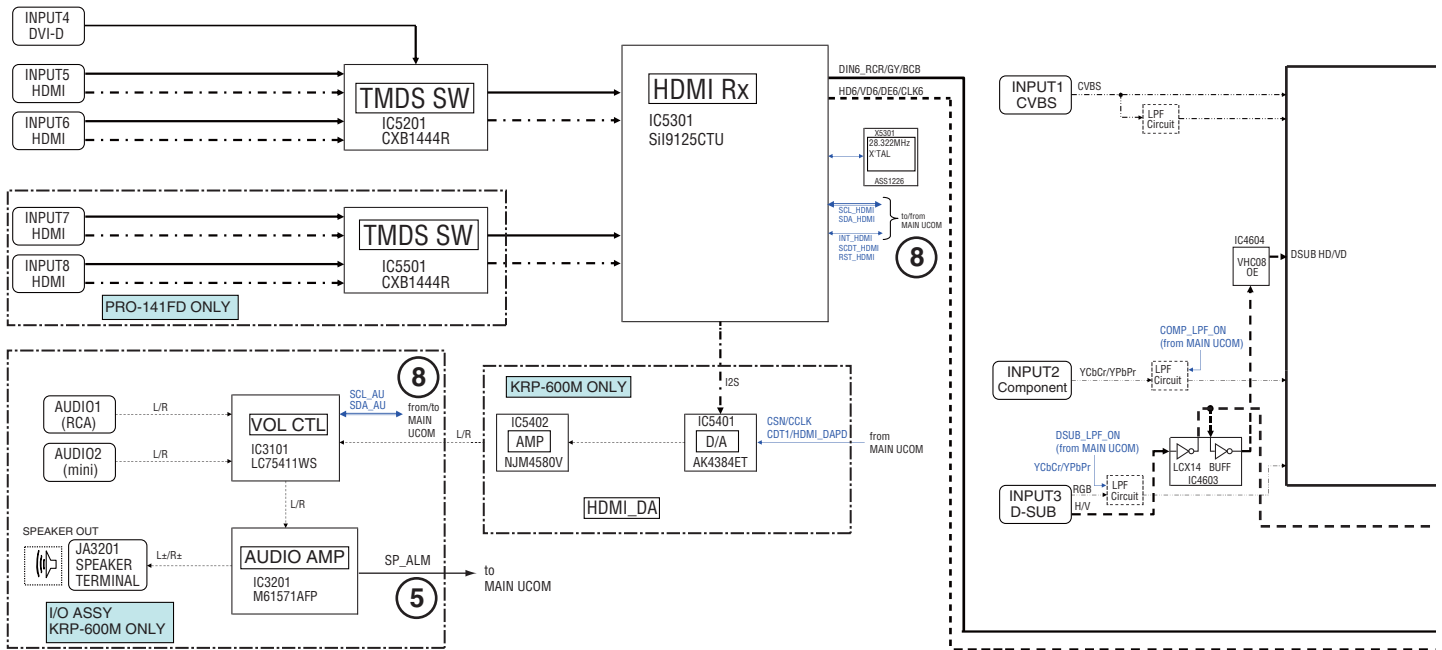 INPUT4
DVI-D
INPUT5
HDMI
INPUT6
HDMI
TMDS SW
IC5201
CXB1444R
INPUT7
HDMI
INPUT8
HDMI
TMDS SW
IC5501
CXB1444R
PRO-141FD ONLY
HDMI Rx
IC5301
SiI9125CTU
DIN6_RCR/GY/BCB
HD6/VD6/DE6/CLK6
X5301
28.322MHz
X'TAL
ASS1226
SCL_HDMI
SDA_HDMI
INT_HDMI
SCDT_HDMI
RST_HDMI
to/from
MAIN UCOM
8
I2S
AUDIO1
(RCA)
L/R
AUDIO2
(mini)
L/R
VOL CTL
IC3101
LC75411WS
SCL_AU
SDA_AU
8
from/to
MAIN
UCOM
L/R
L/R
SPEAKER OUT
JA3201
SPEAKER
TERMINAL
L±/R±
AUDIO AMP
IC3201
M61571AFP
SP_ALM
5
to
MAIN UCOM
I/O ASSY
KRP-600M ONLY
KRP-600M ONLY
IC5402
AMP
NJM4580V
IC5401
D/A
AK4384ET
CSN/CCLK
CDT1/HDMI_DAPD
from
MAIN UCOM
HDMI_DA
INPUT1
CVBS
CVBS
LPF
Circuit
IC4604
VHC08
OE
DSUB HD/VD
COMP_LPF_ON
(from MAIN UCOM)
INPUT2
Component
YCbCr/YPbPr
LPF
Circuit
DSUB_LPF_ON
(from MAIN UCOM)
YCbCr/YPbPr
INPUT3
D-SUB
RGB
H/V
LPF
Circuit
LCX14
BUFF
IC4603